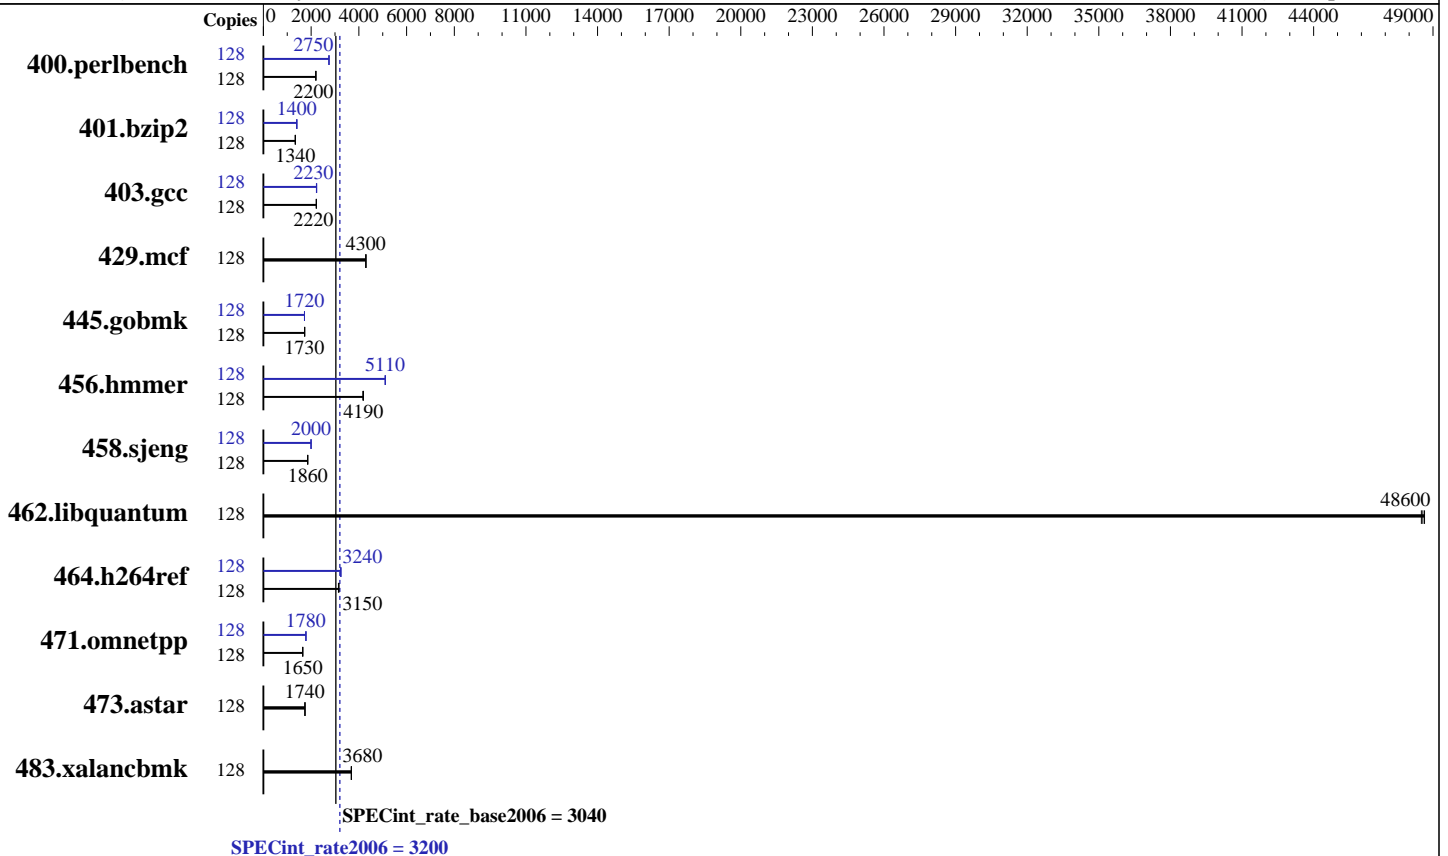 Copies 0 2000 4000 6000 8000 11000 14000 17000 20000 23000 26000 29000 32000 35000 38000 41000 44000 49000
2750
400.perlbench 128
128
2200
1400
401.bzip2 128
128
1340
2230
403.gcc 128
128
2220
4300
429.mcf 128
1720
445.gobmk 128
128
1730
5110
456.hmmer 128
128
4190
2000
458.sjeng 128
128
1860
48600
462.libquantum 128
3240
464.h264ref 128
128
3150
1780
471.omnetpp 128
128
1650
1740
473.astar 128
3680
483.xalancbmk 128
SPECint_rate_base2006 = 3040
SPECint_rate2006 = 3200